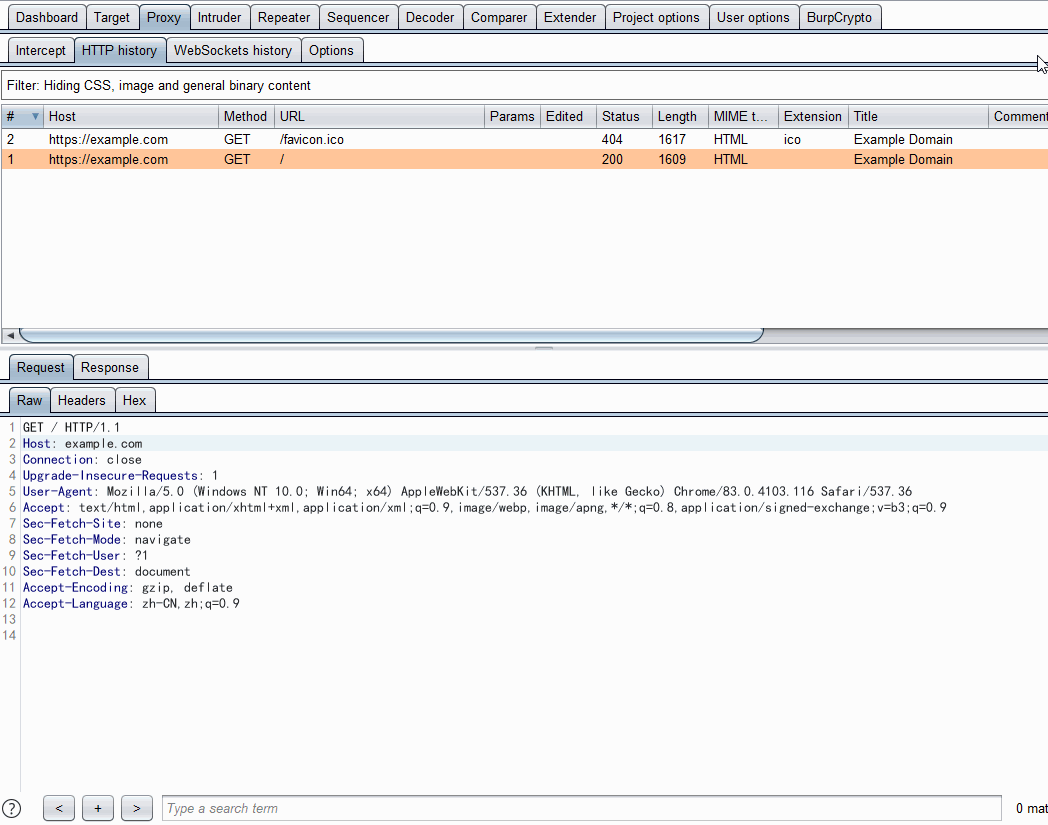 Dashboard Target Proxy Intruder Repeater Sequencer Decoder Comparer Extender Project options User options BurpCrypto
Intercept HTTP history WebSockets history Options
Filter: Hiding CSS, image and general binary content
# Host Method URL Params Edited Status Length MIME t... Extension Title Comment
2 https://example.com GET /favicon.ico 404 1617 HTML ico Example Domain
1 https://example.com GET / 200 1609 HTML Example Domain
Request Response
Raw Headers Hex
1 GET / HTTP/1.1
2 Host: example.com
3 Connection: close
4 Upgrade-Insecure-Requests: 1
5 User-Agent: Mozilla/5.0 (Windows NT 10.0; Win64; x64) AppleWebKit/537.36 (KHTML, like Gecko) Chrome/83.0.4103.116 Safari/537.36
6 Accept: text/html,application/xhtml+xml,application/xml;q=0.9,image/webp,image/apng,*/*;q=0.8,application/signed-exchange;v=b3;q=0.9
7 Sec-Fetch-Site: none
8 Sec-Fetch-Mode: navigate
9 Sec-Fetch-User: ?1
10 Sec-Fetch-Dest: document
11 Accept-Encoding: gzip, deflate
12 Accept-Language: zh-CN,zh;q=0.9
13
14
? < + > Type a search term 0 mat